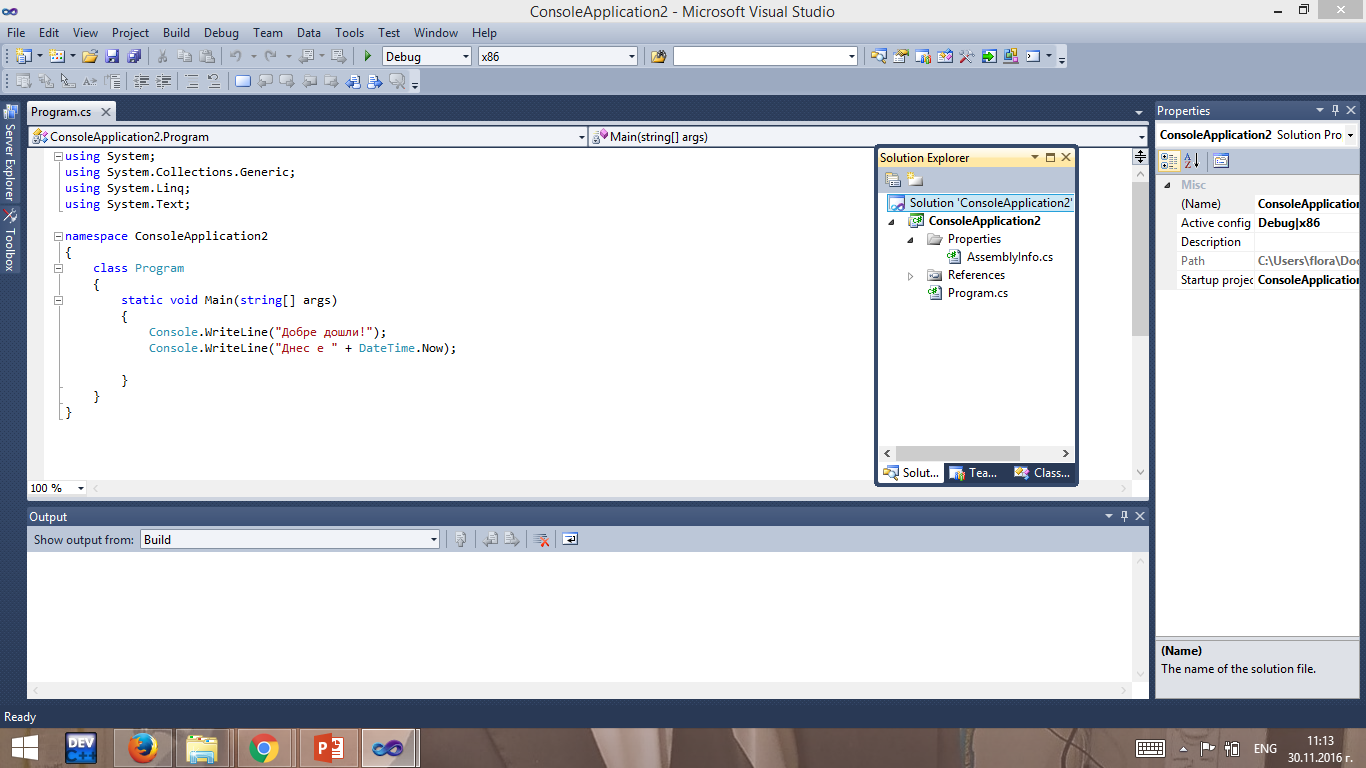 ConsoleApplication2 - Microsoft Visual Studio
File Edit View Project Build Debug Team Data Tools Test Window Help
Debug x86
Server Explorer
Toolbox
Program.cs
ConsoleApplication2.Program Main(string[] args)
using System;
using System.Collections.Generic;
using System.Linq;
using System.Text;
namespace ConsoleApplication2
{
class Program
{
static void Main(string[] args)
{
Console.WriteLine("Добре дошли!");
Console.WriteLine("Днес е " + DateTime.Now);
}
}
}
100 %
Solution Explorer
Solution 'ConsoleApplication2'
ConsoleApplication2
Properties
AssemblyInfo.cs
References
Program.cs
Solut... Tea... Class...
Output
Show output from: Build
Properties
ConsoleApplication2 Solution Pro
Misc
(Name) ConsoleApplication
Active config Debug|x86
Description
Path C:\Users\flora\Doc
Startup projec ConsoleApplication
(Name)
The name of the solution file.
Ready
DEV C++
ENG
11:13
30.11.2016 г.